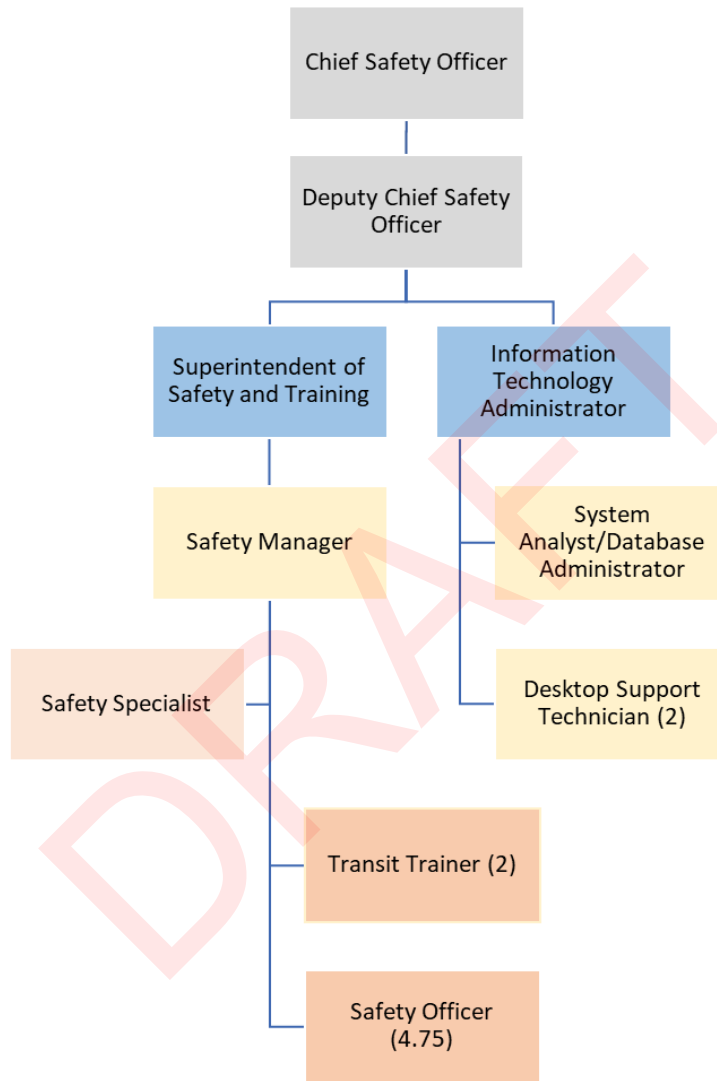 Chief Safety Officer
Deputy Chief Safety
Officer
Superintendent of
Safety and Training
Information
Technology
Administrator
Safety Manager
System
Analyst/Database
Administrator
Safety Specialist
Desktop Support
Technician (2)
Transit Trainer (2)
Safety Officer
(4.75)
DRAFT